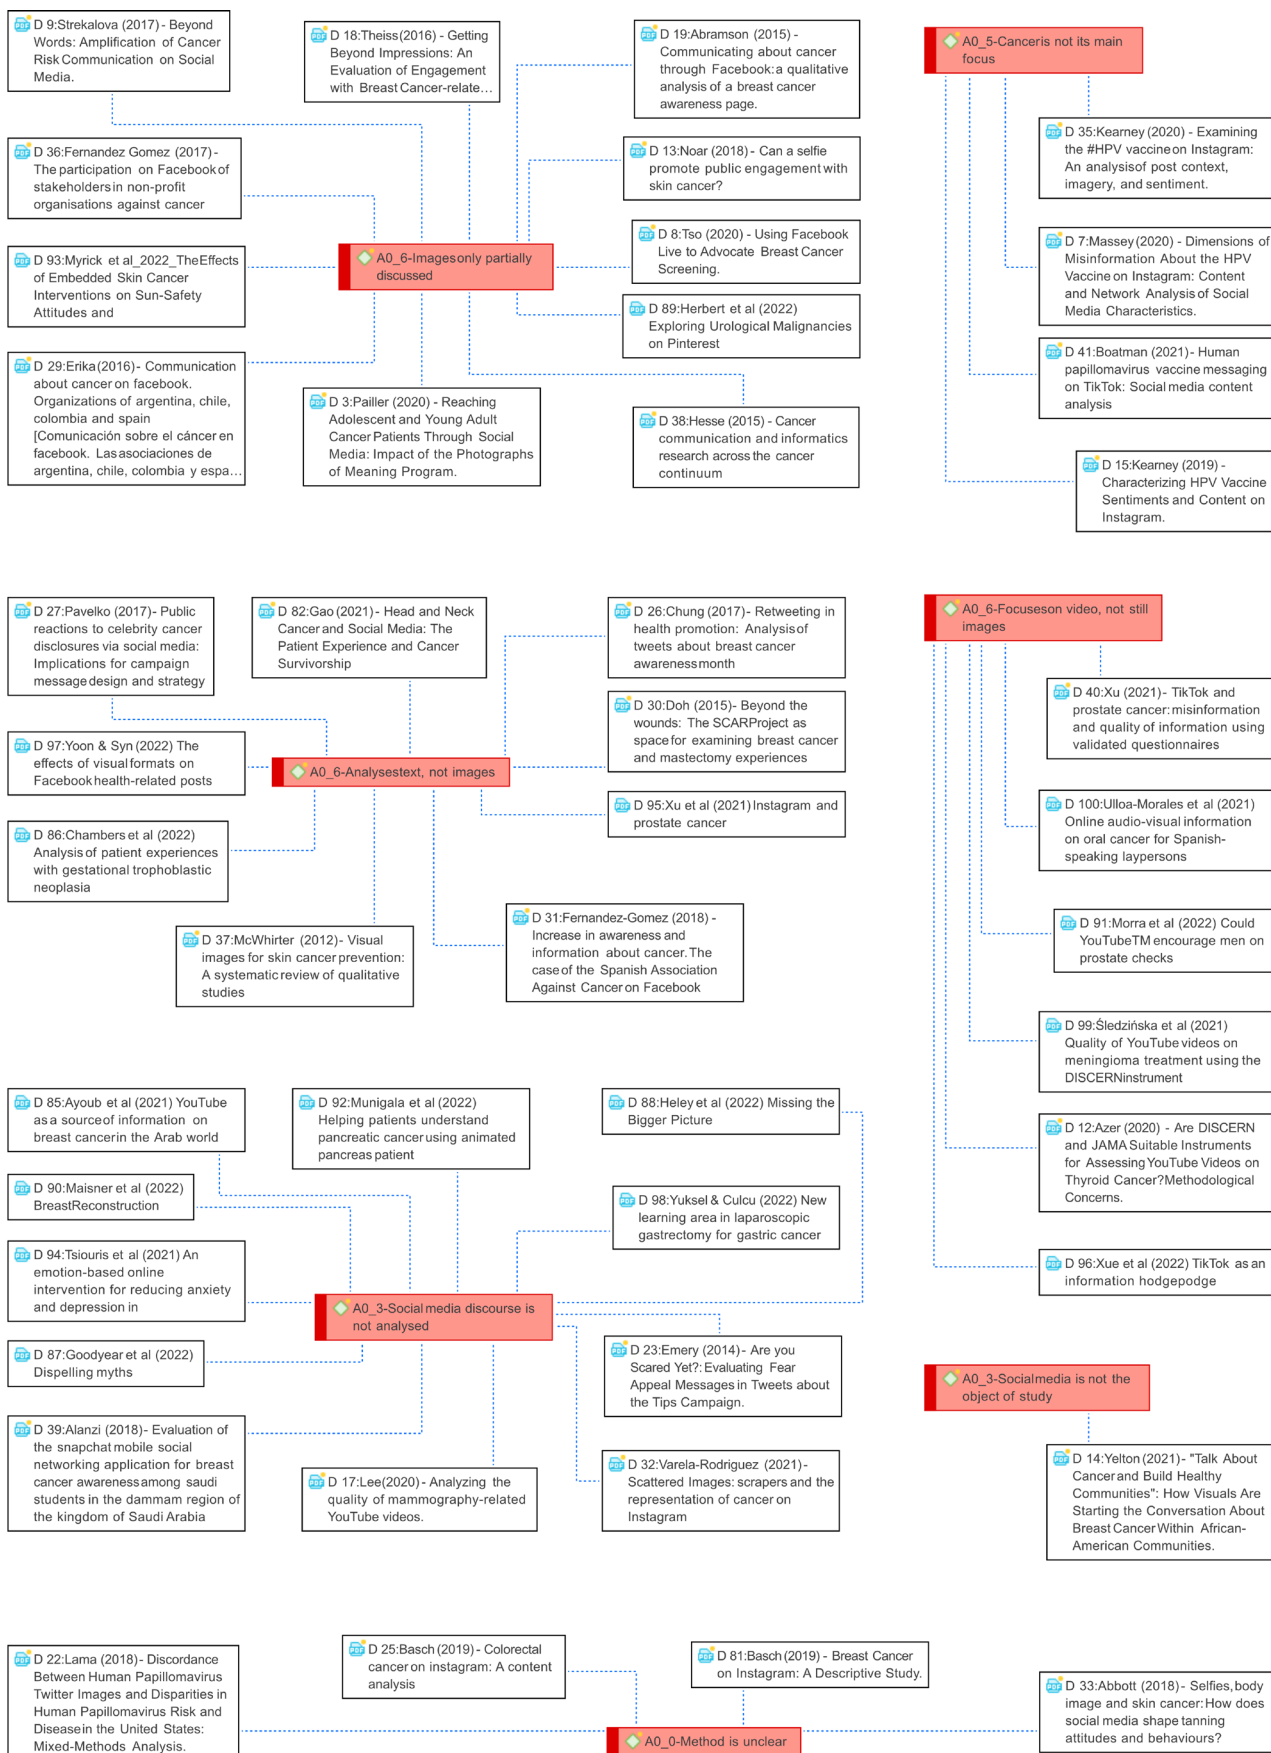 D 9:Strekalova (2017) - Beyond
Words: Amplification of Cancer
Risk Communication on Social
Media.
D 18:Theiss(2016) - Getting
Beyond Impressions: An
Evaluation of Engagement
with Breast Cancer-relate…
D 19:Abramson (2015) -
Communicating about cancer
through Facebook: a qualitative
analysis of a breast cancer
awareness page.
D 36:Fernandez Gomez (2017) -
The participation on Facebook of
stakeholders in non-profit
organisations against cancer
D 13:Noar (2018) - Can a selfie
promote public engagement with
skin cancer?
D 93:Myrick et al_2022_TheEffects
of Embedded Skin Cancer
Interventions on Sun-Safety
Attitudes and
A0_6-Images only partially
discussed
D 8:Tso (2020) - Using Facebook
Live to Advocate Breast Cancer
Screening.
D 89:Herbert et al (2022)
Exploring Urological Malignancies
on Pinterest
D 29:Erika(2016) - Communication
about cancer on facebook.
Organizations of argentina, chile,
colombia and spain
[Comunicación sobre el cáncer en
facebook. Las asociaciones de
argentina, chile, colombia y espa…
D 3:Pailler (2020) - Reaching
Adolescent and Young Adult
Cancer Patients Through Social
Media: Impact of the Photographs
of Meaning Program.
D 38:Hesse (2015) - Cancer
communication and informatics
research across the cancer
continuum
A0_5-Cancer is not its main
focus
D 35:Kearney (2020) - Examining
the #HPV vaccine on Instagram:
An analysis of post context,
imagery, and sentiment.
D 7:Massey (2020) - Dimensions of
Misinformation About the HPV
Vaccine on Instagram: Content
and Network Analysis of Social
Media Characteristics.
D 41:Boatman (2021) - Human
papillomavirus vaccine messaging
on TikTok: Social media content
analysis
D 15:Kearney (2019) -
Characterizing HPV Vaccine
Sentiments and Content on
Instagram.
D 27:Pavelko (2017) - Public
reactions to celebrity cancer
disclosures via social media:
Implications for campaign
message design and strategy
D 82:Gao (2021) - Head and Neck
Cancer and Social Media: The
Patient Experience and Cancer
Survivorship
D 26:Chung (2017) - Retweeting in
health promotion: Analysis of
tweets about breast cancer
awareness month
D 97:Yoon & Syn (2022) The
effects of visual formats on
Facebook health-related posts
A0_6-Analyses text, not images
D 30:Doh (2015) - Beyond the
wounds: The SCAR Project as
space for examining breast cancer
and mastectomy experiences
D 95:Xu et al (2021) Instagram and
prostate cancer
D 86:Chambers et al (2022)
Analysis of patient experiences
with gestational trophoblastic
neoplasia
D 37:McWhirter (2012) - Visual
images for skin cancer prevention:
A systematic review of qualitative
studies
D 31:Fernandez-Gomez (2018) -
Increase in awareness and
information about cancer. The
case of the Spanish Association
Against Cancer on Facebook
A0_6-Focuses on video, not still
images
D 40:Xu (2021) - TikTok and
prostate cancer: misinformation
and quality of information using
validated questionnaires
D 100:Ulloa-Morales et al (2021)
Online audio-visual information
on oral cancer for Spanish-
speaking laypersons
D 91:Morra et al (2022) Could
YouTubeTM encourage men on
prostate checks
D 99:Śledzińska et al (2021)
Quality of YouTube videos on
meningioma treatment using the
DISCERN instrument
D 12:Azer (2020) - Are DISCERN
and JAMA Suitable Instruments
for Assessing YouTube Videos on
Thyroid Cancer? Methodological
Concerns.
D 96:Xue et al (2022) TikTok as an
information hodgepodge
D 85:Ayoub et al (2021) YouTube
as a source of information on
breast cancer in the Arab world
D 92:Munigala et al (2022)
Helping patients understand
pancreatic cancer using animated
pancreas patient
D 88:Heley et al (2022) Missing the
Bigger Picture
D 90:Maisner et al (2022)
Breast Reconstruction
D 98:Yuksel & Culcu (2022) New
learning area in laparoscopic
gastrectomy for gastric cancer
D 94:Tsiouris et al (2021) An
emotion-based online
intervention for reducing anxiety
and depression in
A0_3-Social media discourse is
not analysed
D 87:Goodyear et al (2022)
Dispelling myths
D 23:Emery (2014) - Are you
Scared Yet?: Evaluating Fear
Appeal Messages in Tweets about
the Tips Campaign.
D 39:Alanzi (2018) - Evaluation of
the snapchat mobile social
networking application for breast
cancer awareness among saudi
students in the dammam region of
the kingdom of Saudi Arabia
D 17:Lee(2020) - Analyzing the
quality of mammography-related
YouTube videos.
D 32:Varela-Rodriguez (2021) -
Scattered Images: scrapers and the
representation of cancer on
Instagram
A0_3-Social media is not the
object of study
D 14:Yelton (2021) - "Talk About
Cancer and Build Healthy
Communities": How Visuals Are
Starting the Conversation About
Breast Cancer Within African-
American Communities.
D 22:Lama (2018) - Discordance
Between Human Papillomavirus
Twitter Images and Disparities in
Human Papillomavirus Risk and
Disease in the United States:
Mixed-Methods Analysis.
D 25:Basch (2019) - Colorectal
cancer on instagram: A content
analysis
D 81:Basch (2019) - Breast Cancer
on Instagram: A Descriptive Study.
D 33:Abbott (2018) - Selfies, body
image and skin cancer: How does
social media shape tanning
attitudes and behaviours?
A0_0-Method is unclear